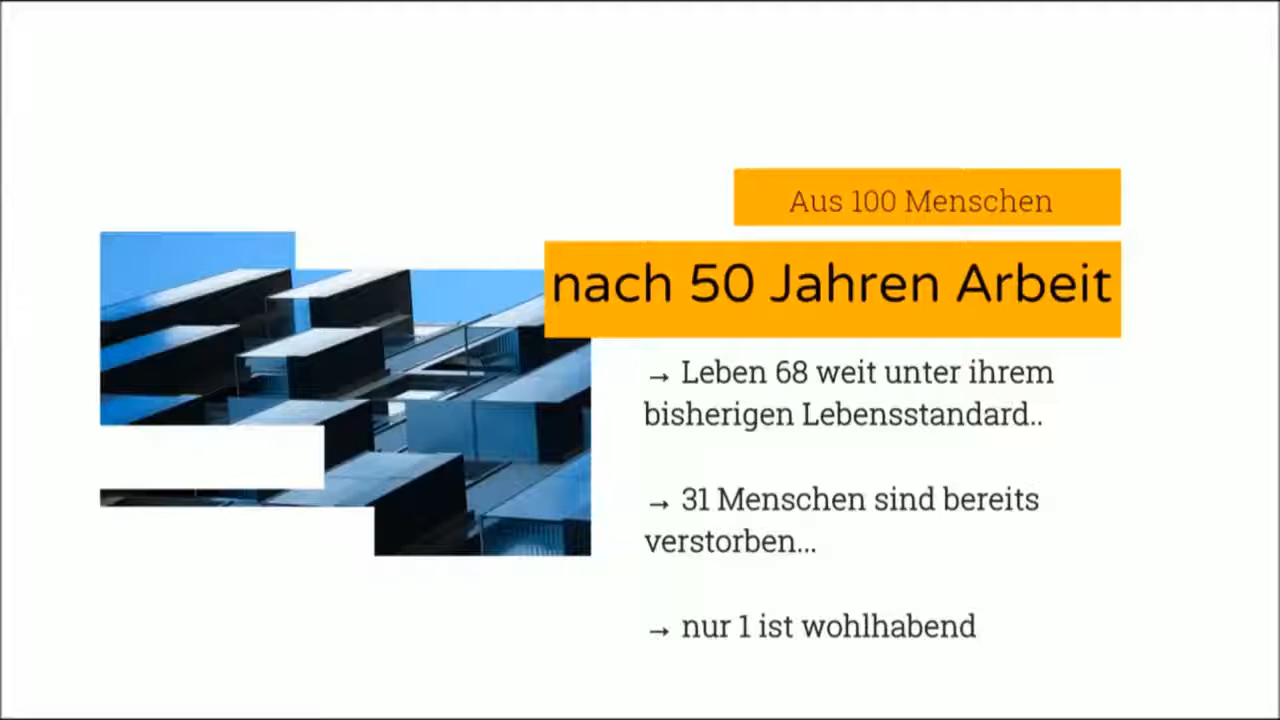 Aus 100 Menschen
nach 50 Jahren Arbeit
→ Leben 68 weit unter ihrem
bisherigen Lebensstandard..
→ 31 Menschen sind bereits
verstorben...
→ nur 1 ist wohlhabend